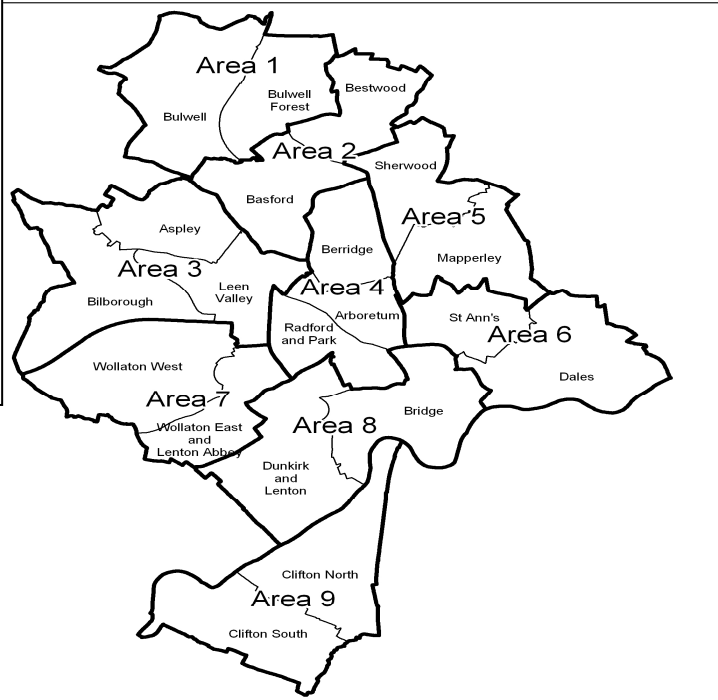 Area 1
Bulwell
Forest
Bulwell
Bestwood
Area 2
Sherwood
Basford
Area 5
Aspley
Berridge
Mapperley
Area 3
Leen
Valley
Area 4
Bilborough
Arboretum
Radford
and Park
St Ann's
Area 6
Wollaton West
Dales
Area 7
Bridge
Area 8
Wollaton East
and
Lenton Abbey
Dunkirk
and
Lenton
Clifton North
Area 9
Clifton South